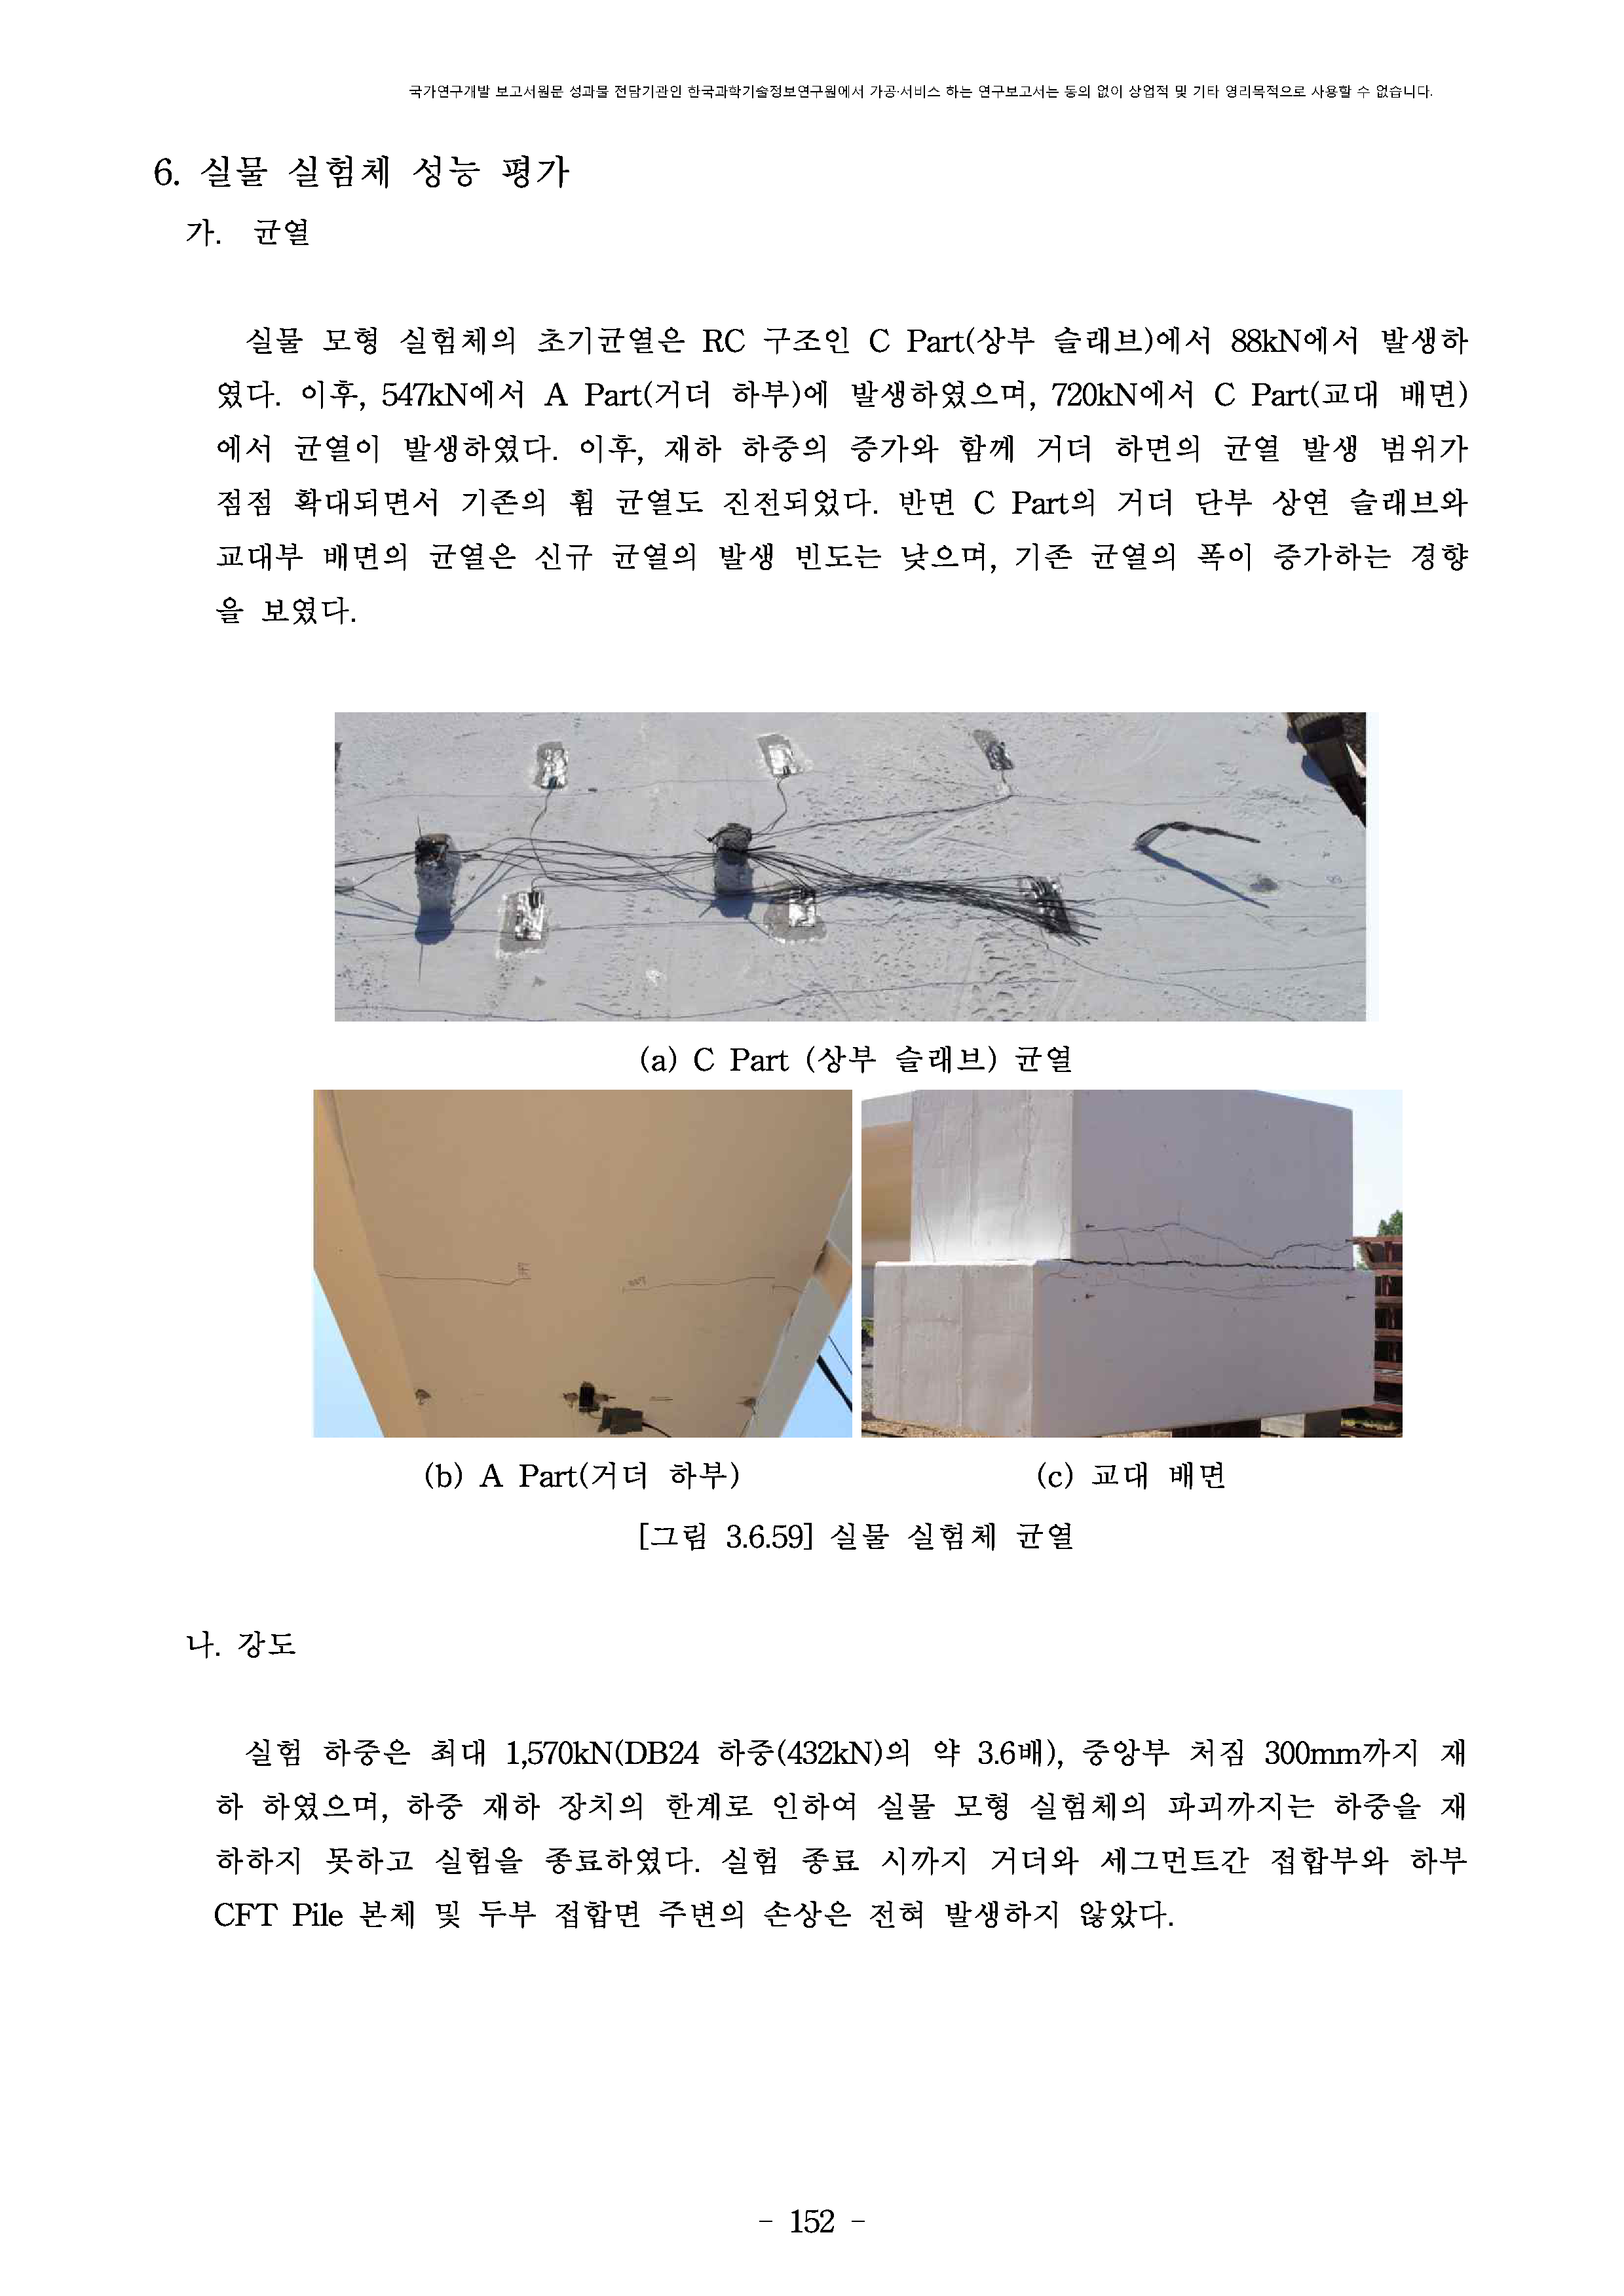 국가연구개발 보고서원문 성과물 전담기관인 한국과학기술정보연구원에서 가공·서비스 하는 연구보고서는 동의 없이 상업적 및 기타 영리목적으로 사용할 수 없습니다.
6. 실물 실험체 성능 평가
가. 균열
실물 모형 실험체의 초기균열은 RC 구조인 C Part(상부 슬래브)에서 88kN에서 발생하
였다. 이후, 547kN에서 A Part(거더 하부)에 발생하였으며, 720kN에서 C Part(교대 배면)
에서 균열이 발생하였다. 이후, 재하 하중의 증가와 함께 거더 하면의 균열 발생 범위가
점점 확대되면서 기존의 휨 균열도 진전되었다. 반면 C Part의 거더 단부 상연 슬래브와
교대부 배면의 균열은 신규 균열의 발생 빈도는 낮으며, 기존 균열의 폭이 증가하는 경향
을 보였다.
(a) C Part (상부 슬래브) 균열
(b) A Part(거더 하부)
(c) 교대 배면
[그림 3.6.59] 실물 실험체 균열
나. 강도
실험 하중은 최대 1,570kN(DB24 하중(432kN)의 약 3.6배), 중앙부 처짐 300mm까지 재
하 하였으며, 하중 재하 장치의 한계로 인하여 실물 모형 실험체의 파괴까지는 하중을 재
하하지 못하고 실험을 종료하였다. 실험 종료 시까지 거더와 세그먼트간 접합부와 하부
CFT Pile 본체 및 두부 접합면 주변의 손상은 전혀 발생하지 않았다.
- 152 -